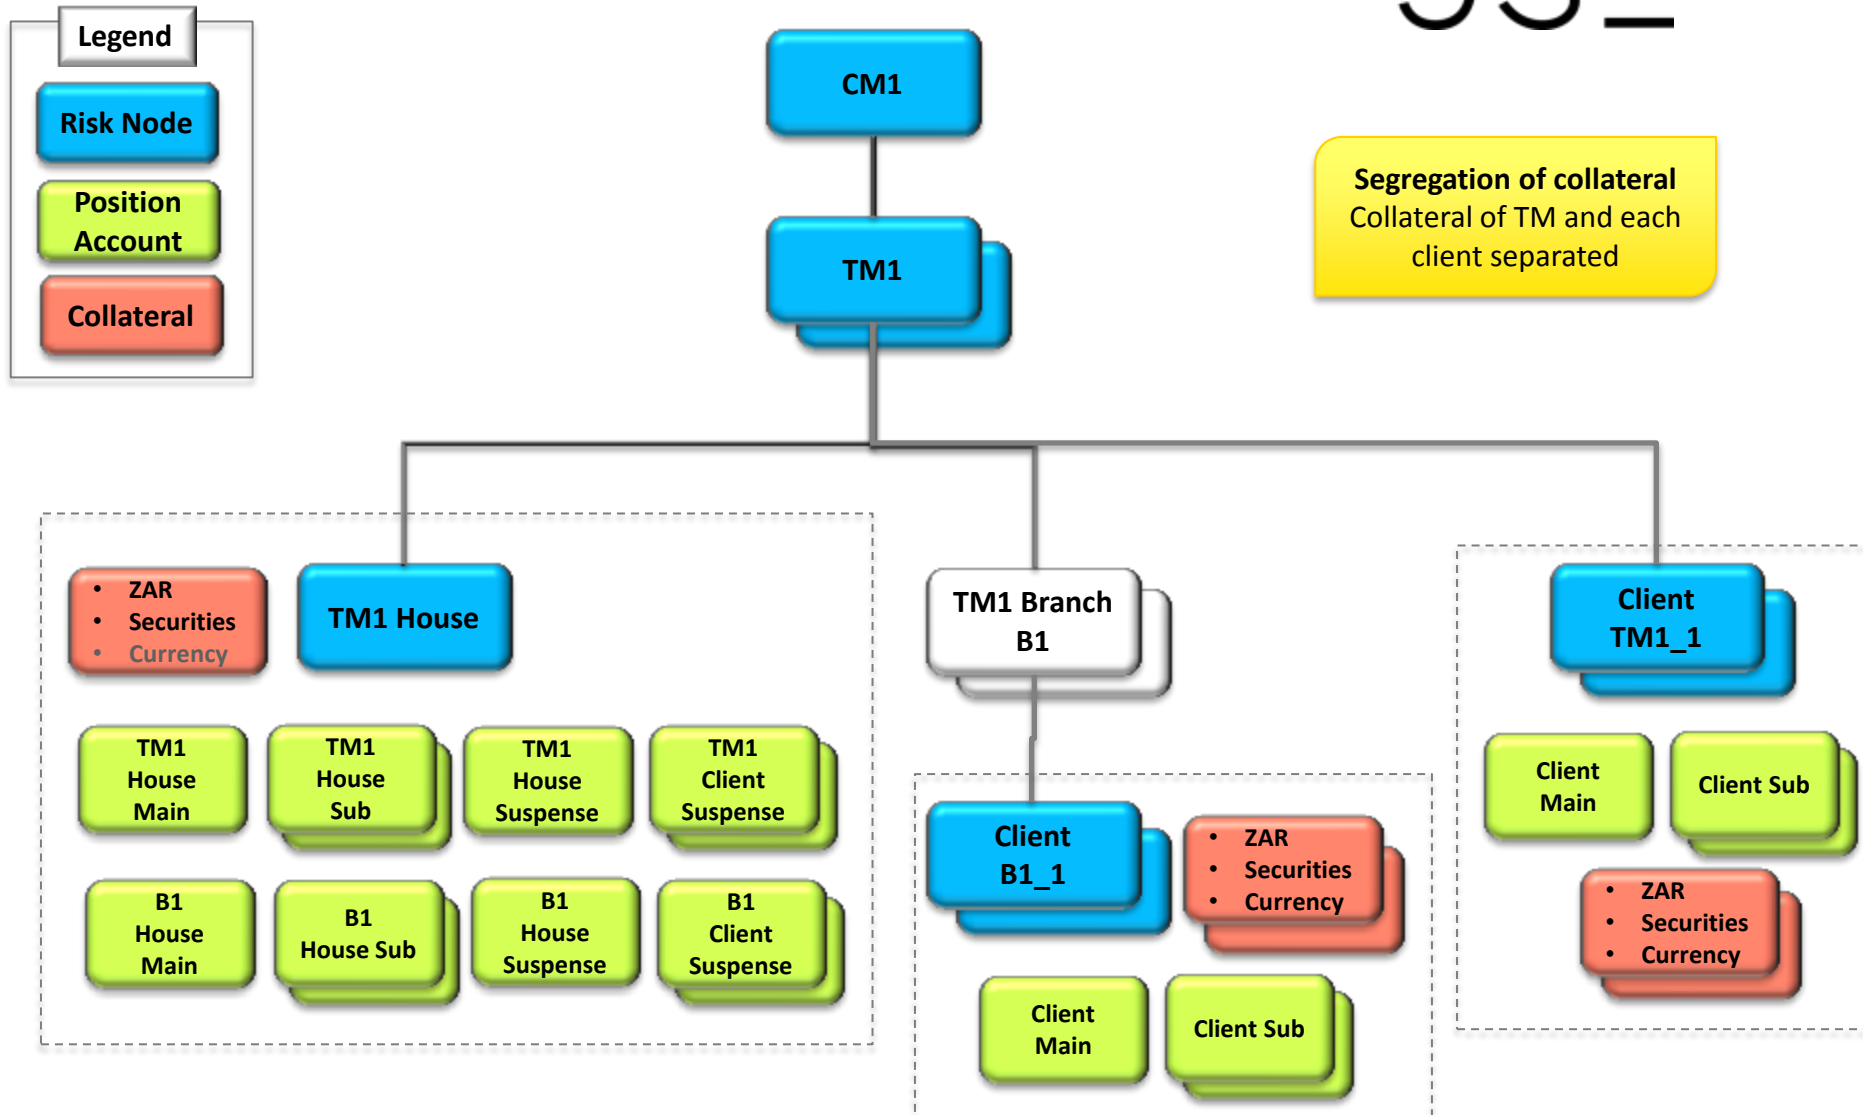 Legend
Risk Node
Position
Account
Collateral
CM1
TM1
Segregation of collateral
Collateral of TM and each
client separated
• ZAR
• Securities
• Currency
TM1 House
TM1
House
Main
TM1
House
Sub
TM1
House
Suspense
TM1
Client
Suspense
B1
House
Main
B1
House Sub
B1
House
Suspense
B1
Client
Suspense
TM1 Branch
B1
Client
B1_1
• ZAR
• Securities
• Currency
Client
Main
Client Sub
Client
TM1_1
Client
Main
Client Sub
• ZAR
• Securities
• Currency